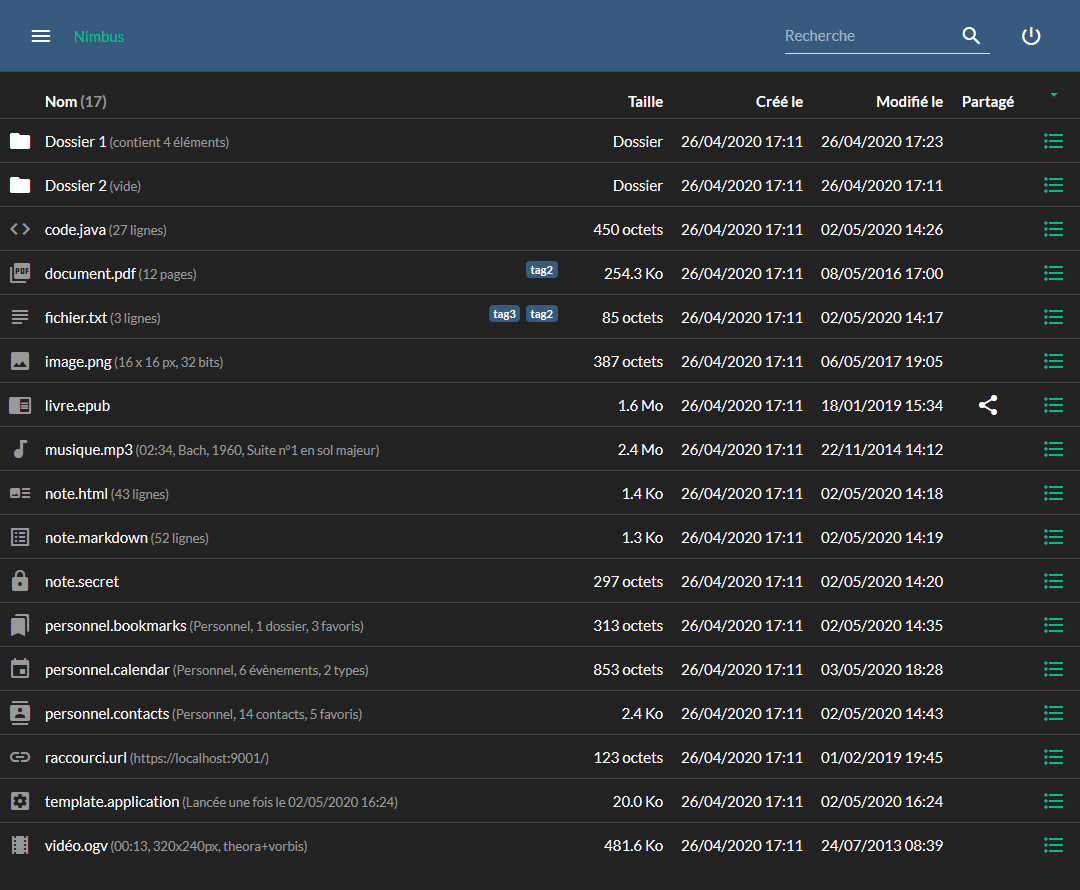 Nimbus Recherche
Nom (17) Taille Créé le Modifié le Partagé
Dossier 1 (contient 4 éléments) Dossier 26/04/2020 17:11 26/04/2020 17:23
Dossier 2 (vide) Dossier 26/04/2020 17:11 26/04/2020 17:11
code.java (27 lignes) 450 octets 26/04/2020 17:11 02/05/2020 14:26
PDF document.pdf (12 pages) tag2 254.3 Ko 26/04/2020 17:11 08/05/2016 17:00
fichier.txt (3 lignes) tag3 tag2 85 octets 26/04/2020 17:11 02/05/2020 14:17
image.png (16 x 16 px, 32 bits) 387 octets 26/04/2020 17:11 06/05/2017 19:05
livre.epub 1.6 Mo 26/04/2020 17:11 18/01/2019 15:34
musique.mp3 (02:34, Bach, 1960, Suite n°1 en sol majeur) 2.4 Mo 26/04/2020 17:11 22/11/2014 14:12
note.html (43 lignes) 1.4 Ko 26/04/2020 17:11 02/05/2020 14:18
note.markdown (52 lignes) 1.3 Ko 26/04/2020 17:11 02/05/2020 14:19
note.secret 297 octets 26/04/2020 17:11 02/05/2020 14:20
personnel.bookmarks (Personnel, 1 dossier, 3 favoris) 313 octets 26/04/2020 17:11 02/05/2020 14:35
personnel.calendar (Personnel, 6 évènements, 2 types) 853 octets 26/04/2020 17:11 03/05/2020 18:28
personnel.contacts (Personnel, 14 contacts, 5 favoris) 2.4 Ko 26/04/2020 17:11 02/05/2020 14:43
raccourci.url (https://localhost:9001/) 123 octets 26/04/2020 17:11 01/02/2019 19:45
template.application (Lancée une fois le 02/05/2020 16:24) 20.0 Ko 26/04/2020 17:11 02/05/2020 16:24
vidéo.ogv (00:13, 320x240px, theora+vorbis) 481.6 Ko 26/04/2020 17:11 24/07/2013 08:39